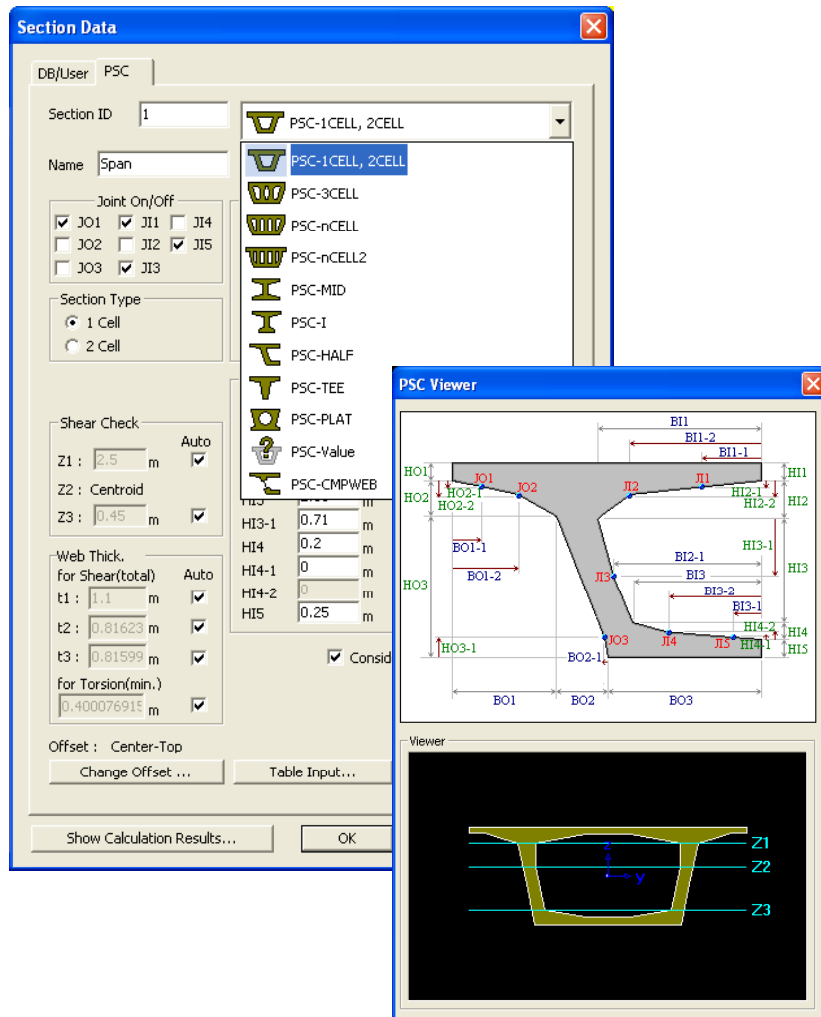 Section Data
DB/User PSC
Section ID 1 PSC-1CELL, 2CELL
Name Span
PSC-1CELL, 2CELL
PSC-3CELL
PSC-nCELL
PSC-nCELL2
PSC-MID
PSC-I
PSC-HALF
PSC-TEE
PSC-PLAT
PSC-Value
PSC-CMPWEB
Joint On/Off
JO1 JI1 JI4
JO2 JI2 JI5
JO3 JI3
Section Type
1 Cell
2 Cell
Shear Check
Auto
Z1 : 2.5 m
Z2 : Centroid
Z3 : 0.45 m
Web Thick.
for Shear(total) Auto
t1 : 1.1 m
t2 : 0.81623 m
t3 : 0.81599 m
for Torsion(min.)
0.400076915 m
HI3-1 0.71 m
HI4 0.2 m
HI4-1 0 m
HI4-2 0 m
HI5 0.25 m
Consid
Offset : Center-Top
Change Offset ... Table Input...
Show Calculation Results... OK
PSC Viewer
BI1
BI1-2
BI1-1
HO1 JO1 JI1 HI1
HO2 HO2-1 JO2 JI2 HI2-1 HI2
HO2-2 HI2-2
BO1-1 HI3-1
BI2-1
BO1-2 JI3 BI3 HI3
HO3 BI3-2
BI3-1
HI4-2
HO3-1 JO3 JI4 JI5 HI4-1 HI4
BO2-1 HI5
BO1 BO2 BO3
Viewer
Z1
z
Z2
y
Z3